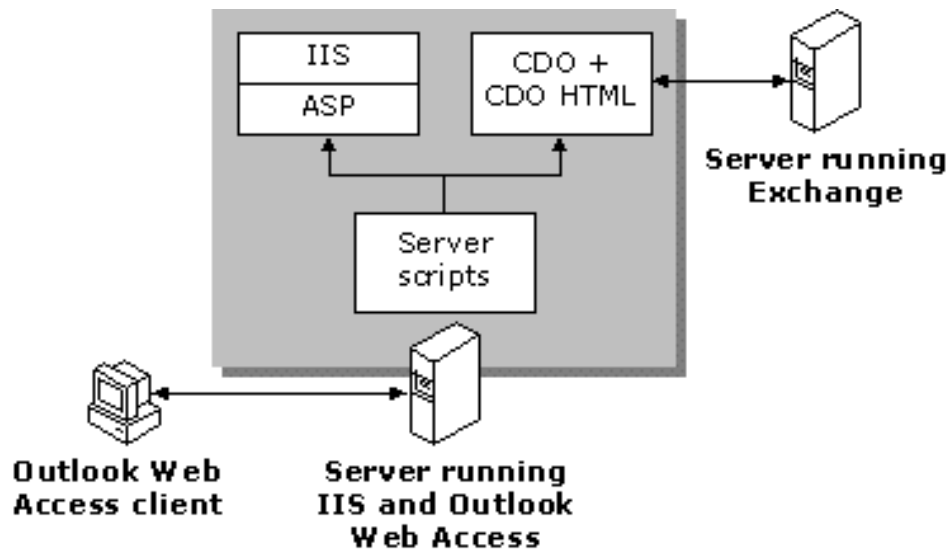 IIS
ASP
CDO +
CDO HTML
Server running
Exchange
Server
scripts
Outlook Web
Access client
Server running
IIS and Outlook
Web Access